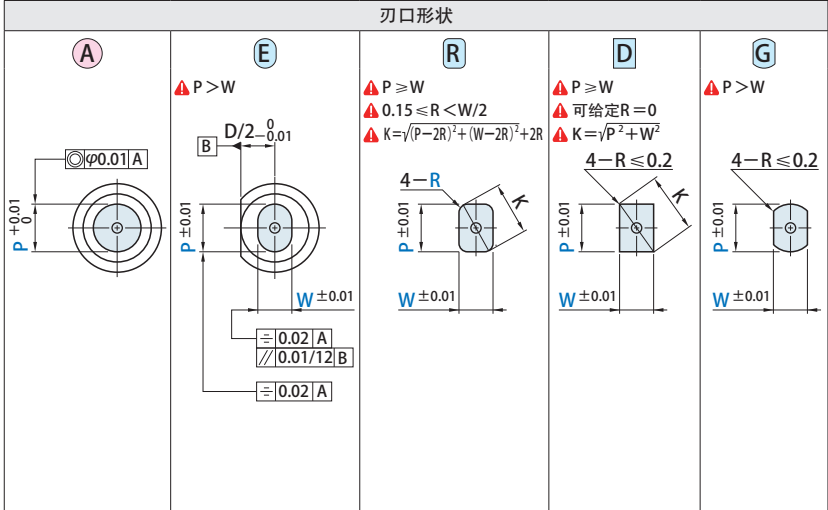 刃口形状
A
◎ φ0.01 A
P +0.01 0
E
P＞W
D/2 0 −0.01
B
P ±0.01
W ±0.01
⌯ 0.02 A
// 0.01/12 B
⌯ 0.02 A
R
P≥W
0.15≤R＜W/2
K=√(P−2R)²+(W−2R)²+2R
4−R
K
P ±0.01
W ±0.01
D
P≥W
可给定R＝0
K=√P²+W²
4−R≤0.2
K
P ±0.01
W ±0.01
G
P＞W
4−R≤0.2
P ±0.01
W ±0.01